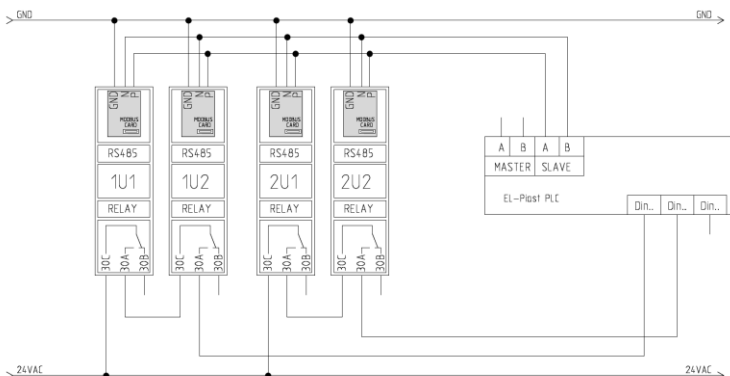 GND GND
GND N P GND N P GND N P GND N P
MODBUS CARD MODBUS CARD MODBUS CARD MODBUS CARD
RS485 RS485 RS485 RS485
1U1 1U2 2U1 2U2
RELAY RELAY RELAY RELAY
30C 30A 30B 30C 30A 30B 30C 30A 30B 30C 30A 30B
A B A B
MASTER SLAVE
EL-Piast PLC
Din... Din... Din..
24VAC 24VAC